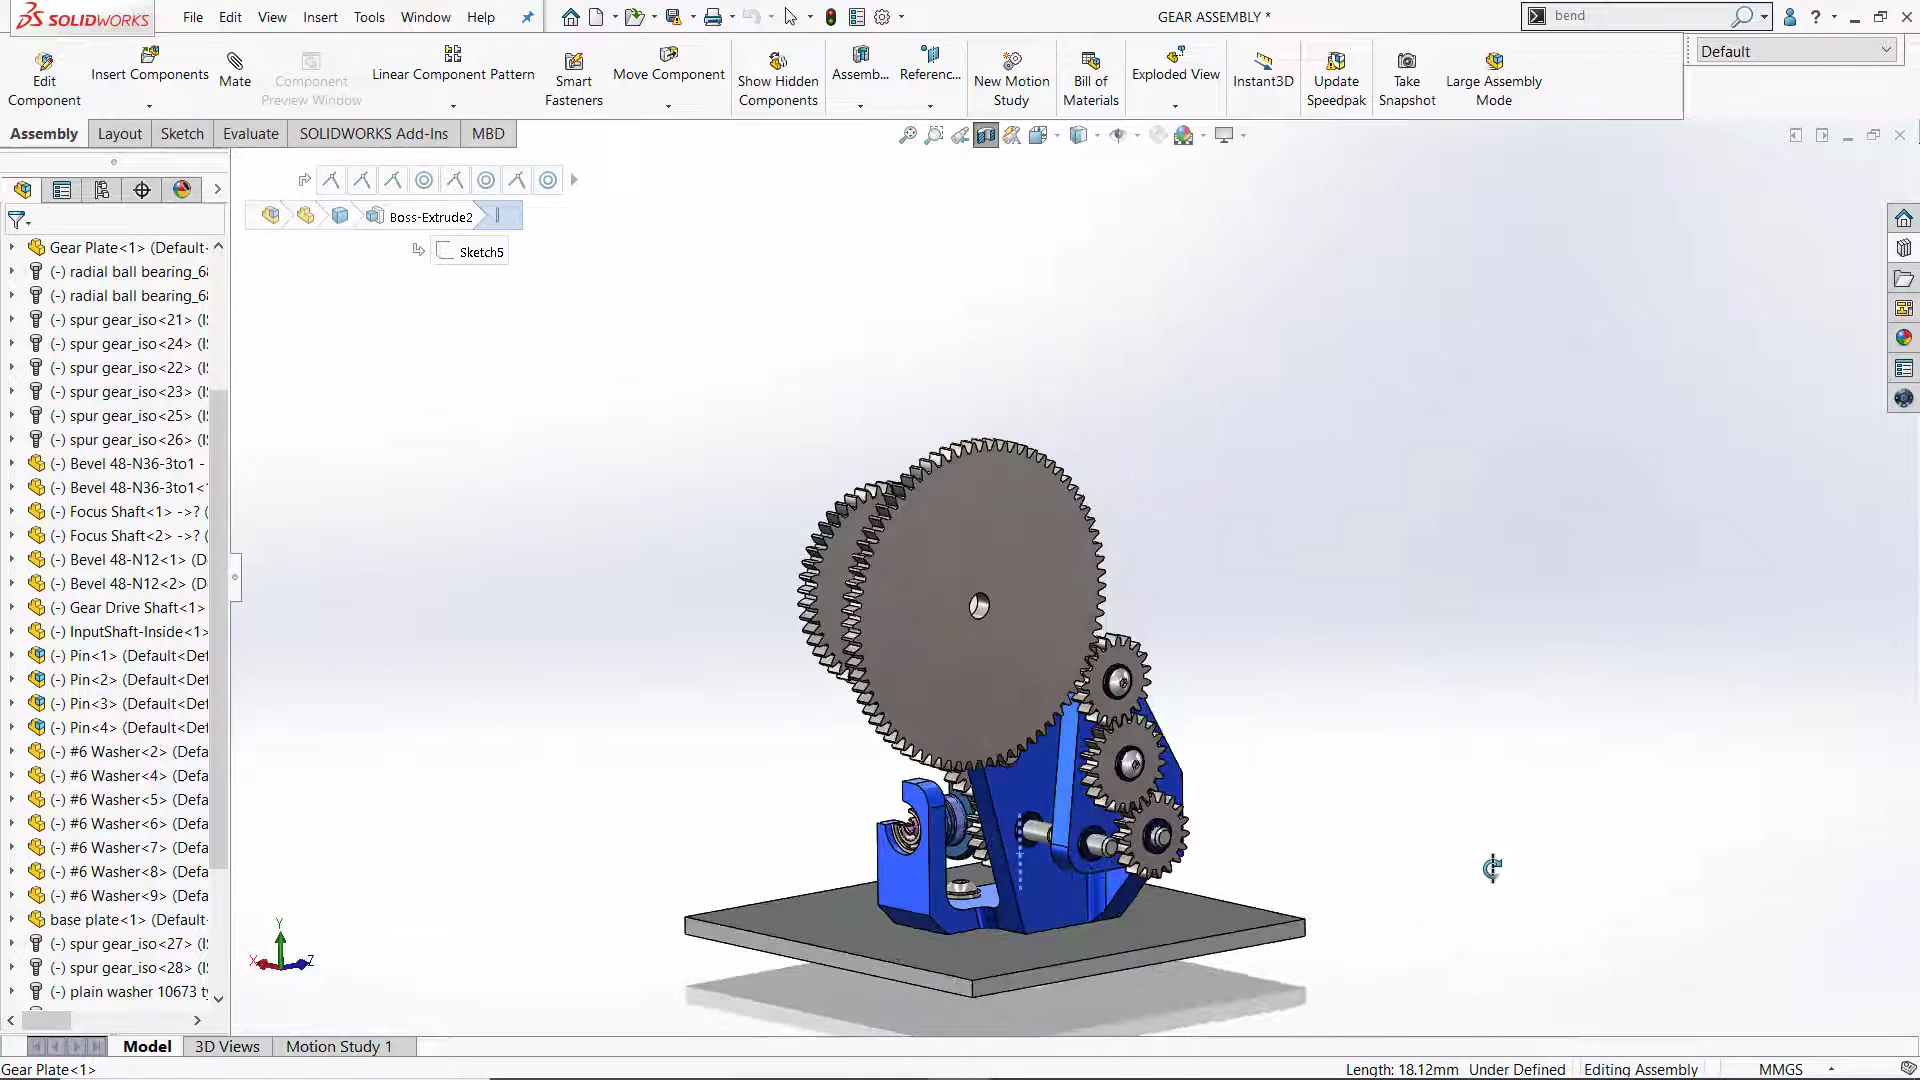 SOLIDWORKS File Edit View Insert Tools Window Help
GEAR ASSEMBLY *
bend
Edit Component
Insert Components
Mate
Component Preview Window
Linear Component Pattern
Smart Fasteners
Move Component
Show Hidden Components
Assemb...
Referenc...
New Motion Study
Bill of Materials
Exploded View
Instant3D
Update Speedpak
Take Snapshot
Large Assembly Mode
Default
Assembly Layout Sketch Evaluate SOLIDWORKS Add-Ins MBD
Boss-Extrude2
Sketch5
Gear Plate<1> (Default
(-) radial ball bearing_68
(-) radial ball bearing_68
(-) spur gear_iso<21> (I
(-) spur gear_iso<24> (I
(-) spur gear_iso<22> (I
(-) spur gear_iso<23> (I
(-) spur gear_iso<25> (I
(-) spur gear_iso<26> (I
(-) Bevel 48-N36-3to1 -
(-) Bevel 48-N36-3to1<
(-) Focus Shaft<1> ->? (
(-) Focus Shaft<2> ->? (
(-) Bevel 48-N12<1> (D
(-) Bevel 48-N12<2> (D
(-) Gear Drive Shaft<1>
(-) InputShaft-Inside<1>
(-) Pin<1> (Default<Def
(-) Pin<2> (Default<Def
(-) Pin<3> (Default<Def
(-) Pin<4> (Default<Def
(-) #6 Washer<2> (Defa
(-) #6 Washer<4> (Defa
(-) #6 Washer<5> (Defa
(-) #6 Washer<6> (Defa
(-) #6 Washer<7> (Defa
(-) #6 Washer<8> (Defa
(-) #6 Washer<9> (Defa
base plate<1> (Default
(-) spur gear_iso<27> (I
(-) spur gear_iso<28> (I
(-) plain washer 10673 t
Y
X Z
Model 3D Views Motion Study 1
Gear Plate<1>
Length: 18.12mm Under Defined Editing Assembly MMGS